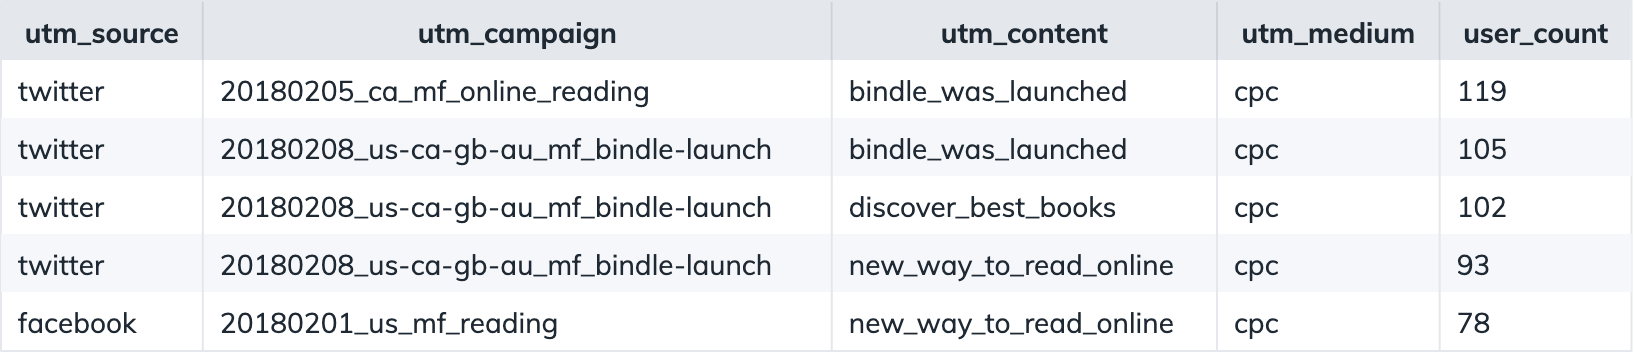 utm_source utm_campaign utm_content utm_medium user_count
twitter 20180205_ca_mf_online_reading bindle_was_launched cpc 119
twitter 20180208_us-ca-gb-au_mf_bindle-launch bindle_was_launched cpc 105
twitter 20180208_us-ca-gb-au_mf_bindle-launch discover_best_books cpc 102
twitter 20180208_us-ca-gb-au_mf_bindle-launch new_way_to_read_online cpc 93
facebook 20180201_us_mf_reading new_way_to_read_online cpc 78